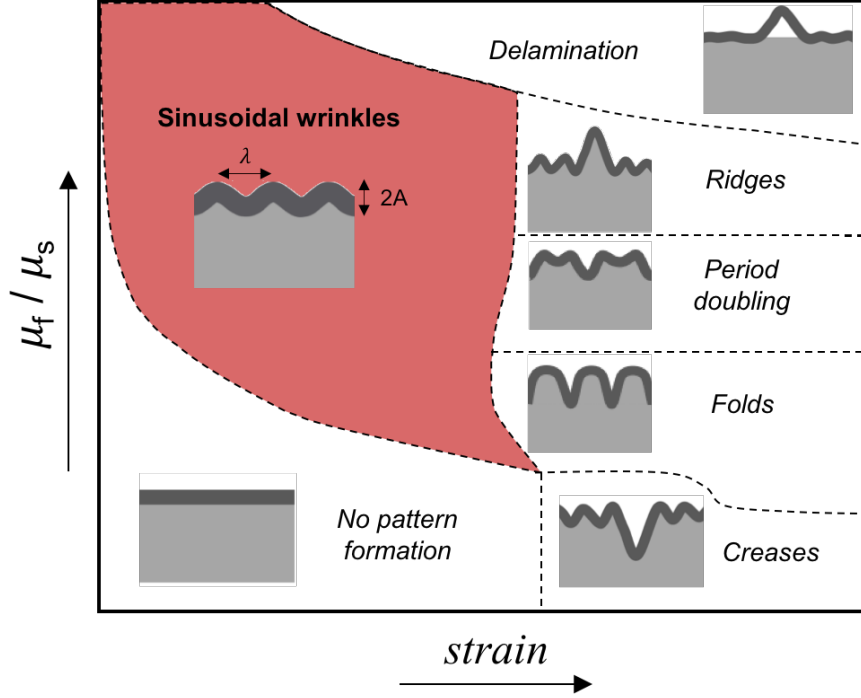 Delamination
Sinusoidal wrinkles
λ
2A
Ridges
Period
doubling
Folds
No pattern
formation
Creases
μf / μs
strain